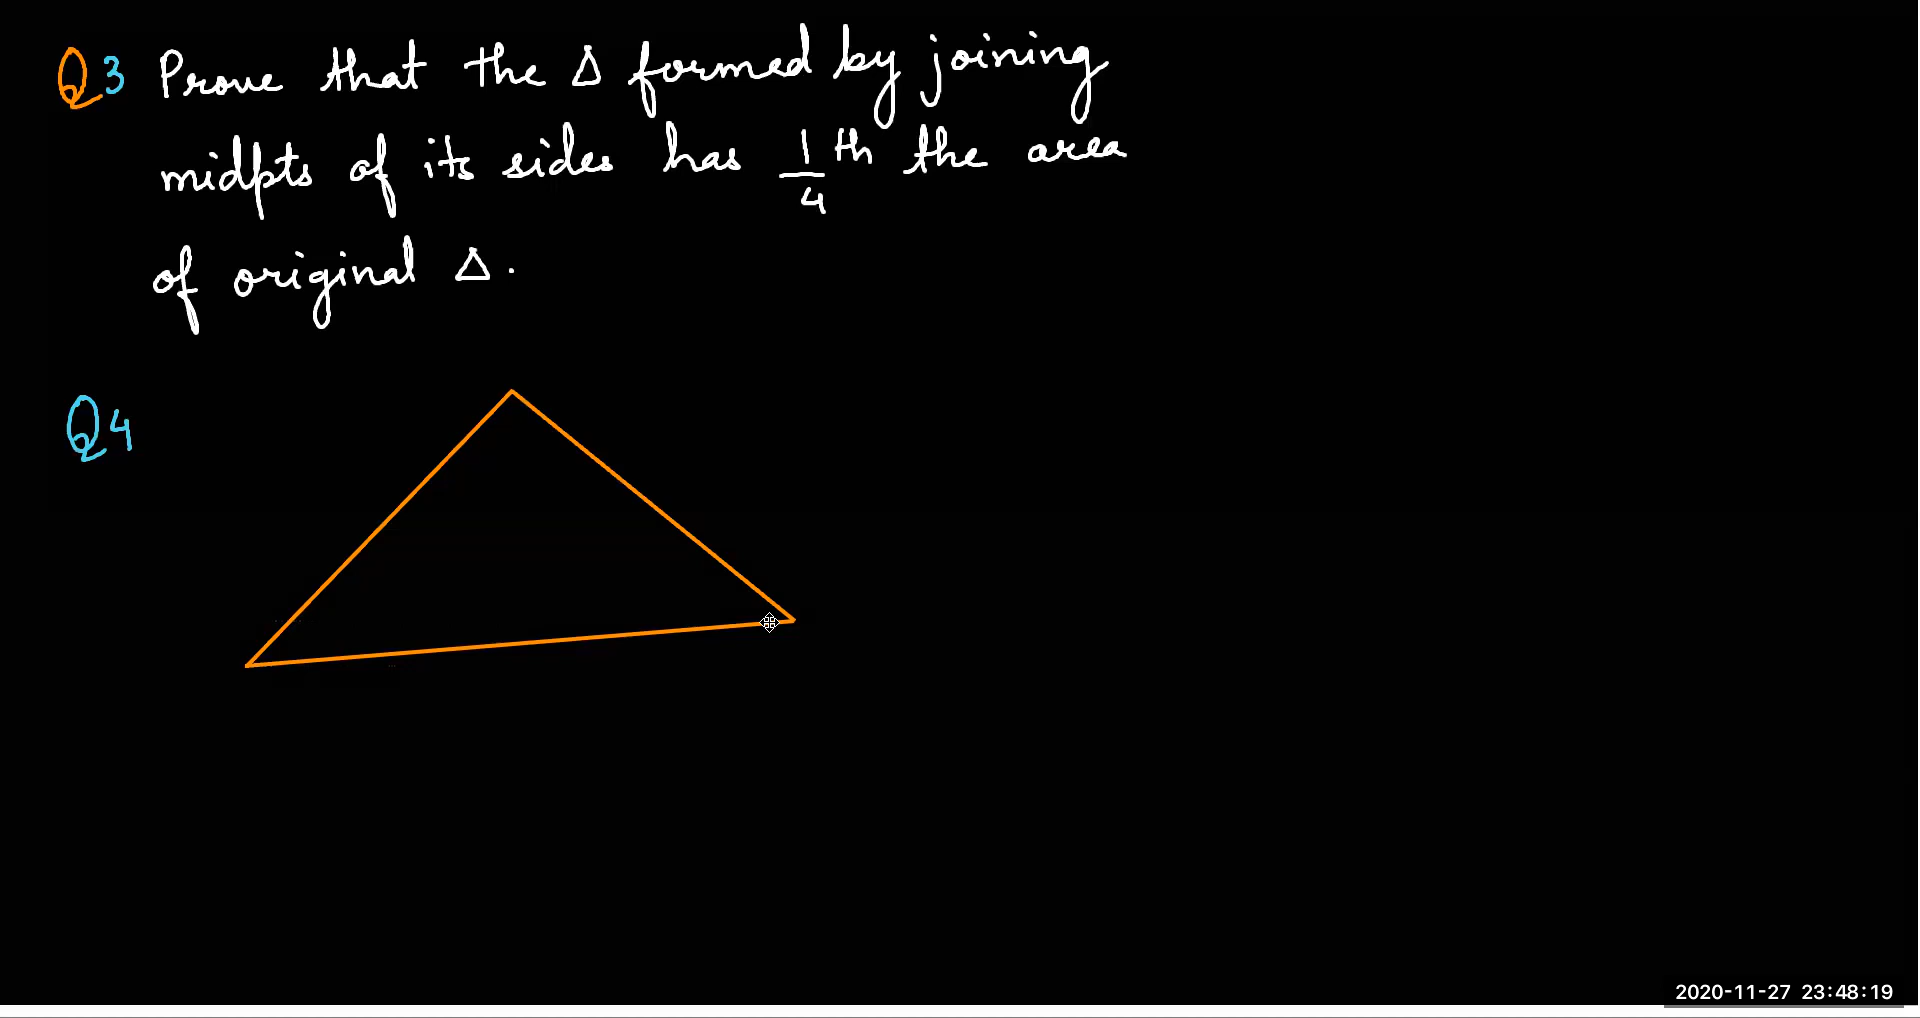 Q3 Prove that the Δ formed by joining
midpts of its sides has 1/4 th the area
of original Δ.
Q4
2020-11-27 23:48:19